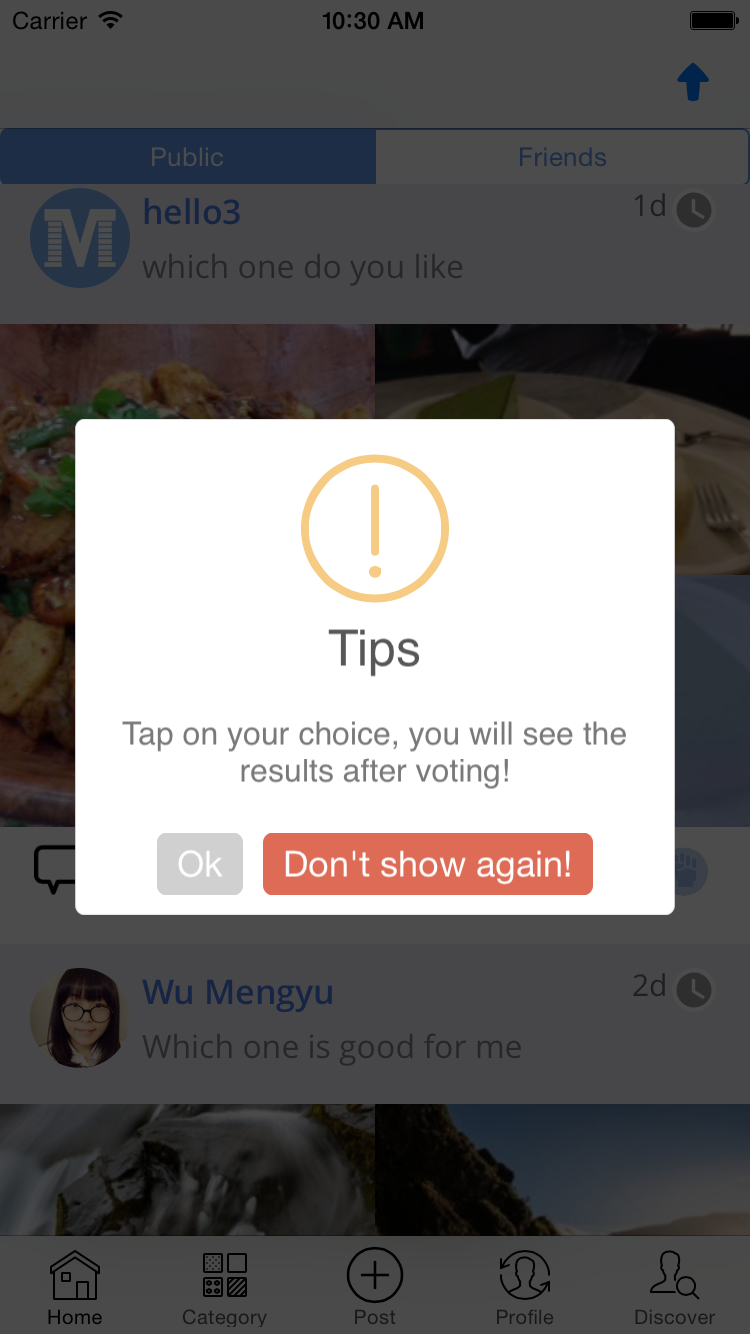 Carrier 10:30 AM
Public Friends
hello3 1d
M
which one do you like
Tips
Tap on your choice, you will see the
results after voting!
Ok Don't show again!
Wu Mengyu 2d
Which one is good for me
Home Category Post Profile Discover